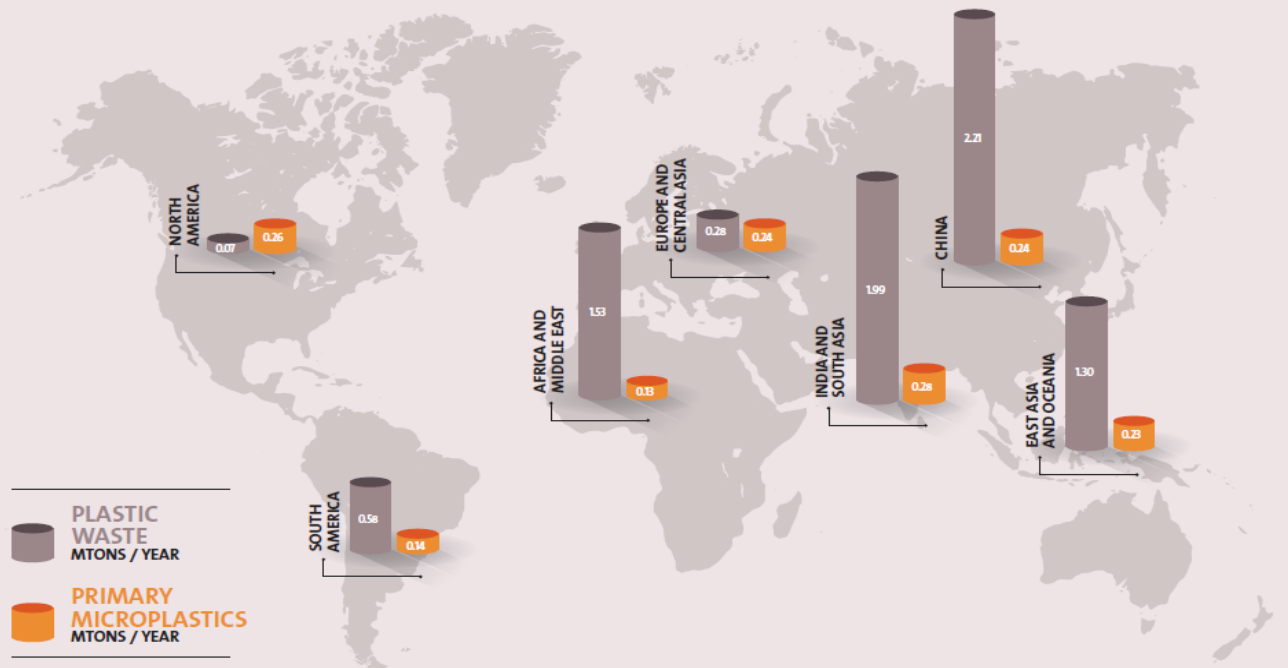 NORTH
AMERICA
0.07
0.26
SOUTH
AMERICA
0.58
0.14
AFRICA AND
MIDDLE EAST
1.53
0.13
EUROPE AND
CENTRAL ASIA
0.28
0.24
INDIA AND
SOUTH ASIA
1.99
0.28
CHINA
2.21
0.24
EAST ASIA
AND OCEANIA
1.30
0.23
PLASTIC
WASTE
MTONS / YEAR
PRIMARY
MICROPLASTICS
MTONS / YEAR